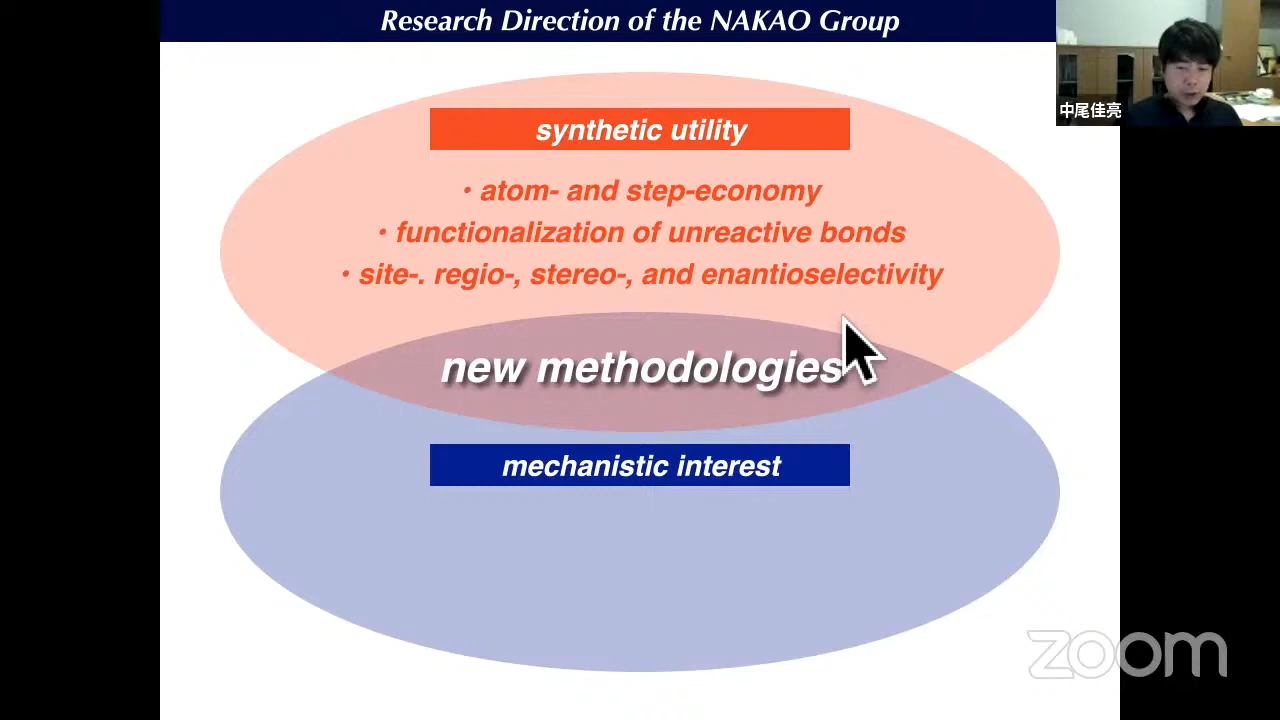 Research Direction of the NAKAO Group
中尾佳亮
synthetic utility
• atom- and step-economy
• functionalization of unreactive bonds
• site-. regio-, stereo-, and enantioselectivity
new methodologies
mechanistic interest
zoom